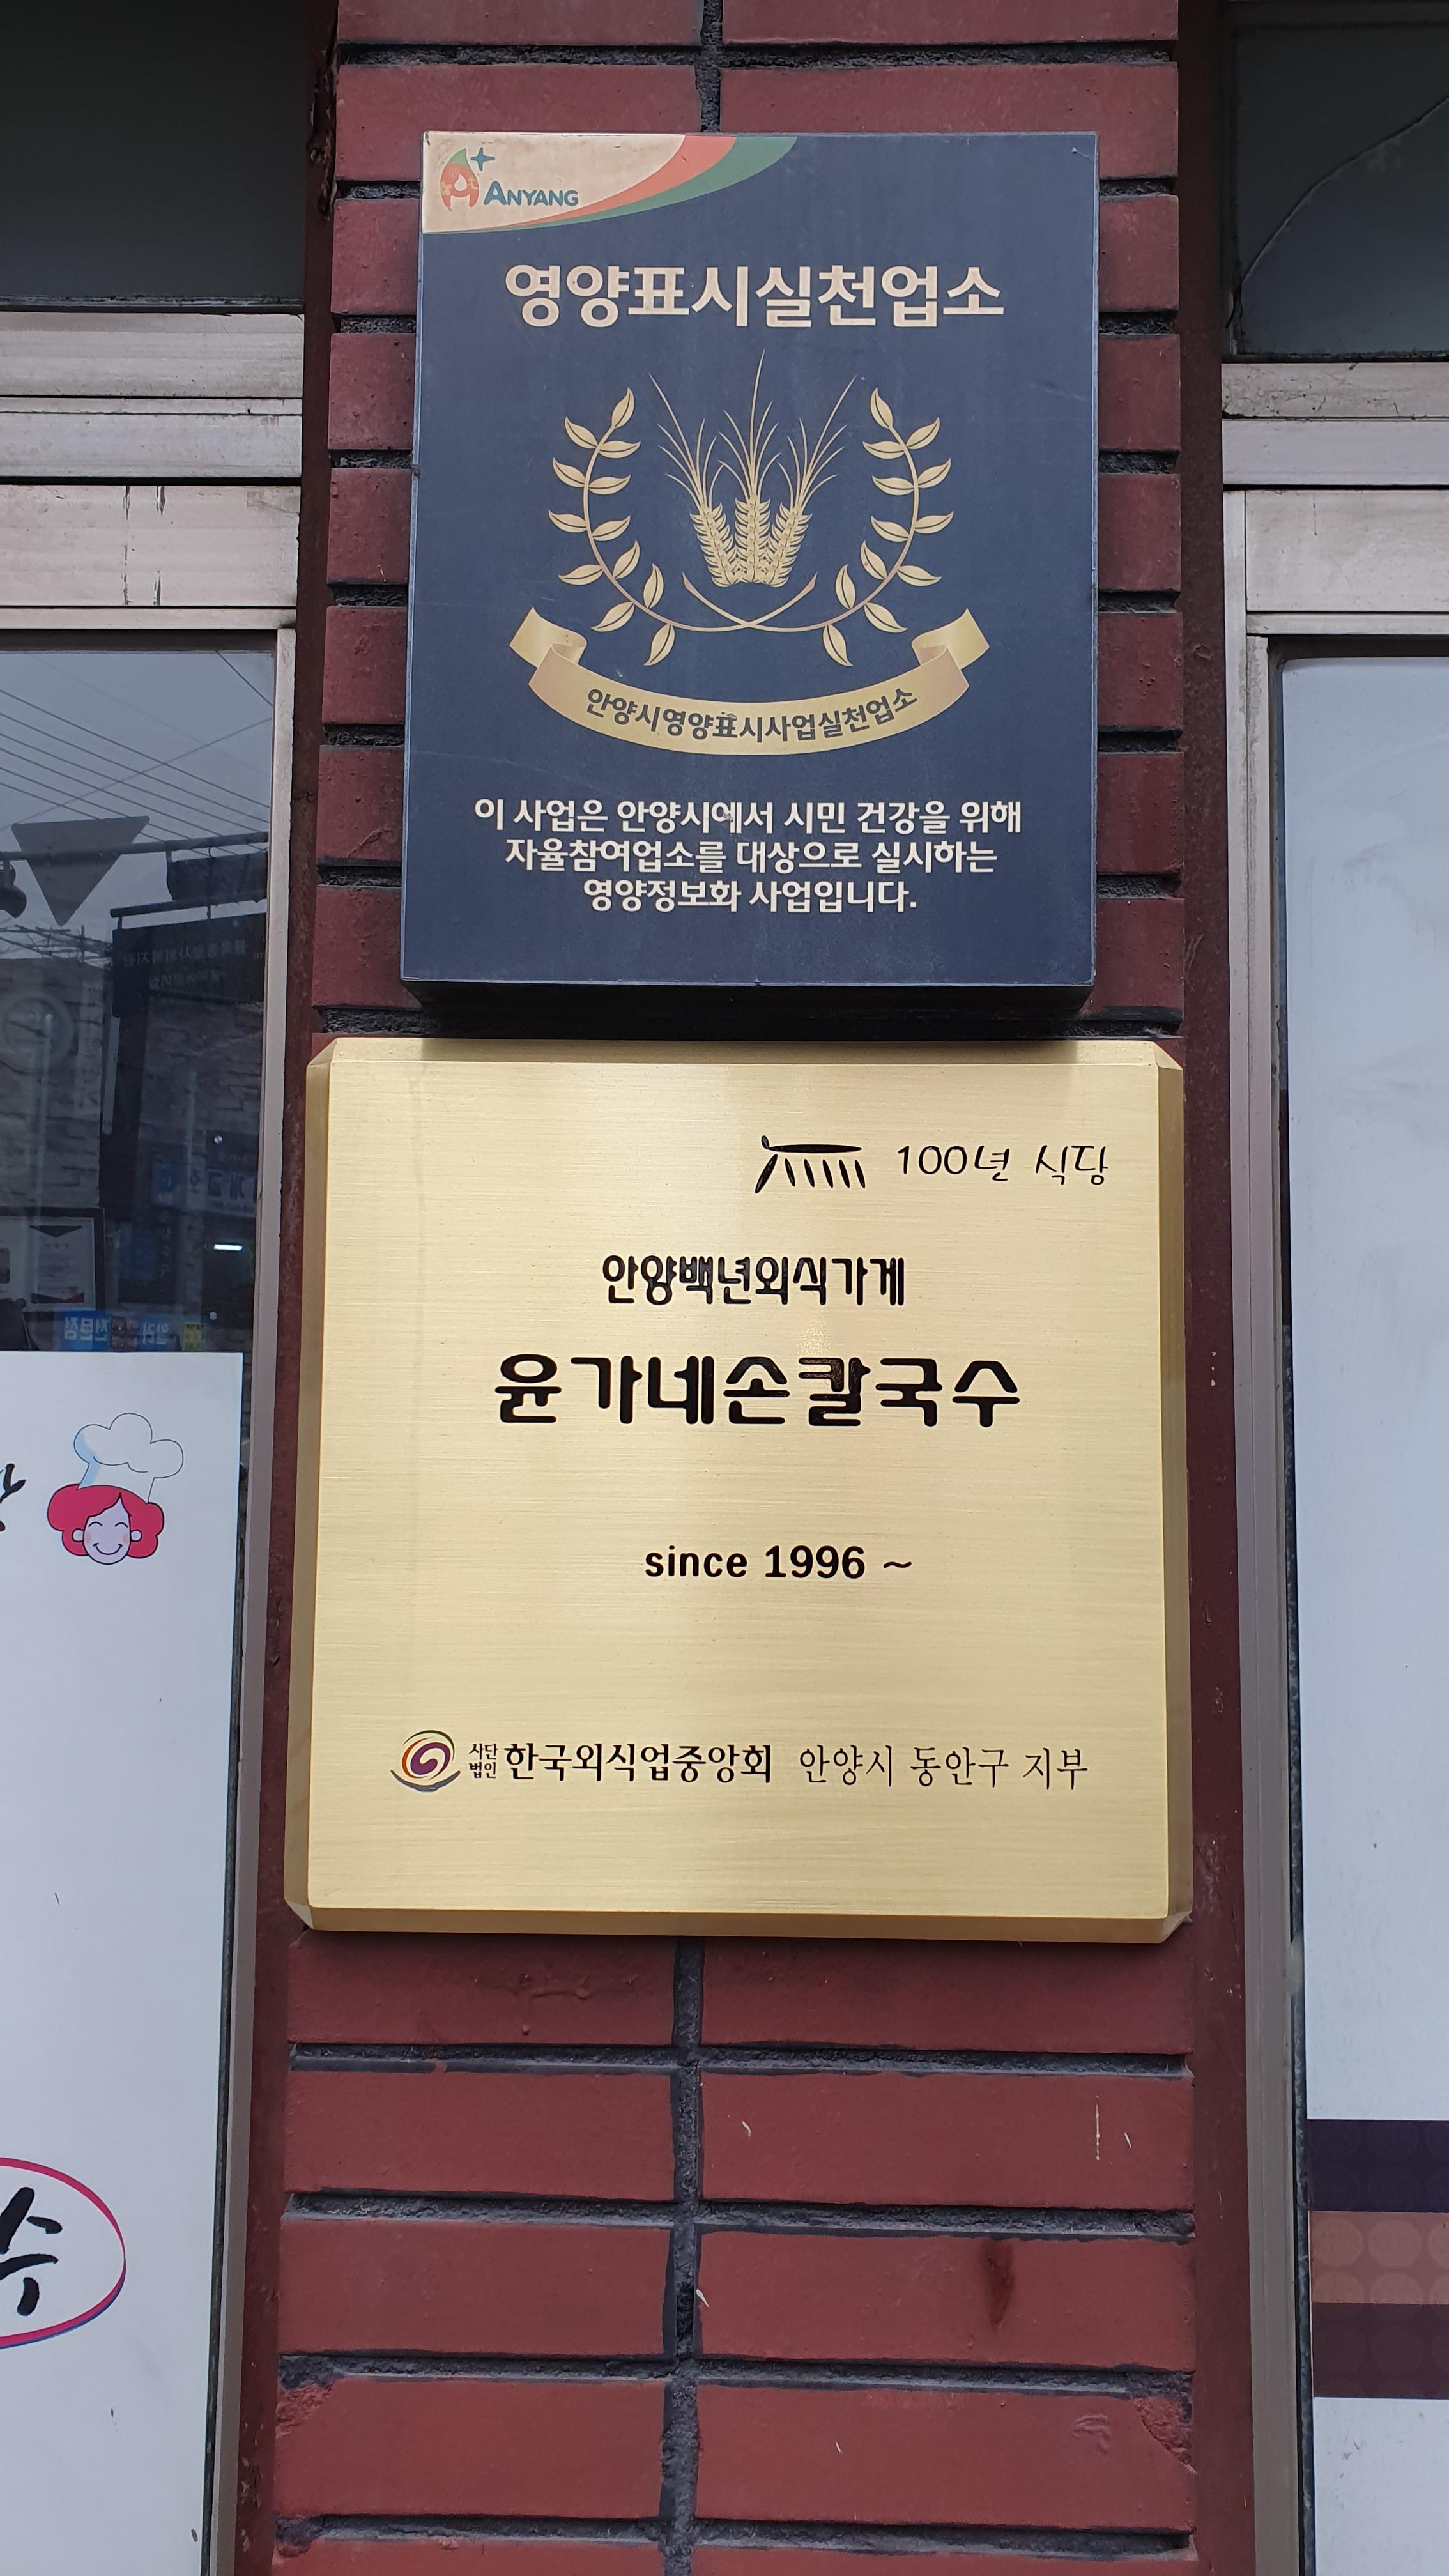 ANYANG
영양표시실천업소
안양시영양표시사업실천업소
이 사업은 안양시에서 시민 건강을 위해
자율참여업소를 대상으로 실시하는
영양정보화 사업입니다.
100년 식당
안양백년외식가게
윤가네손칼국수
since 1996 ~
사단
법인
한국외식업중앙회 안양시 동안구 지부
수